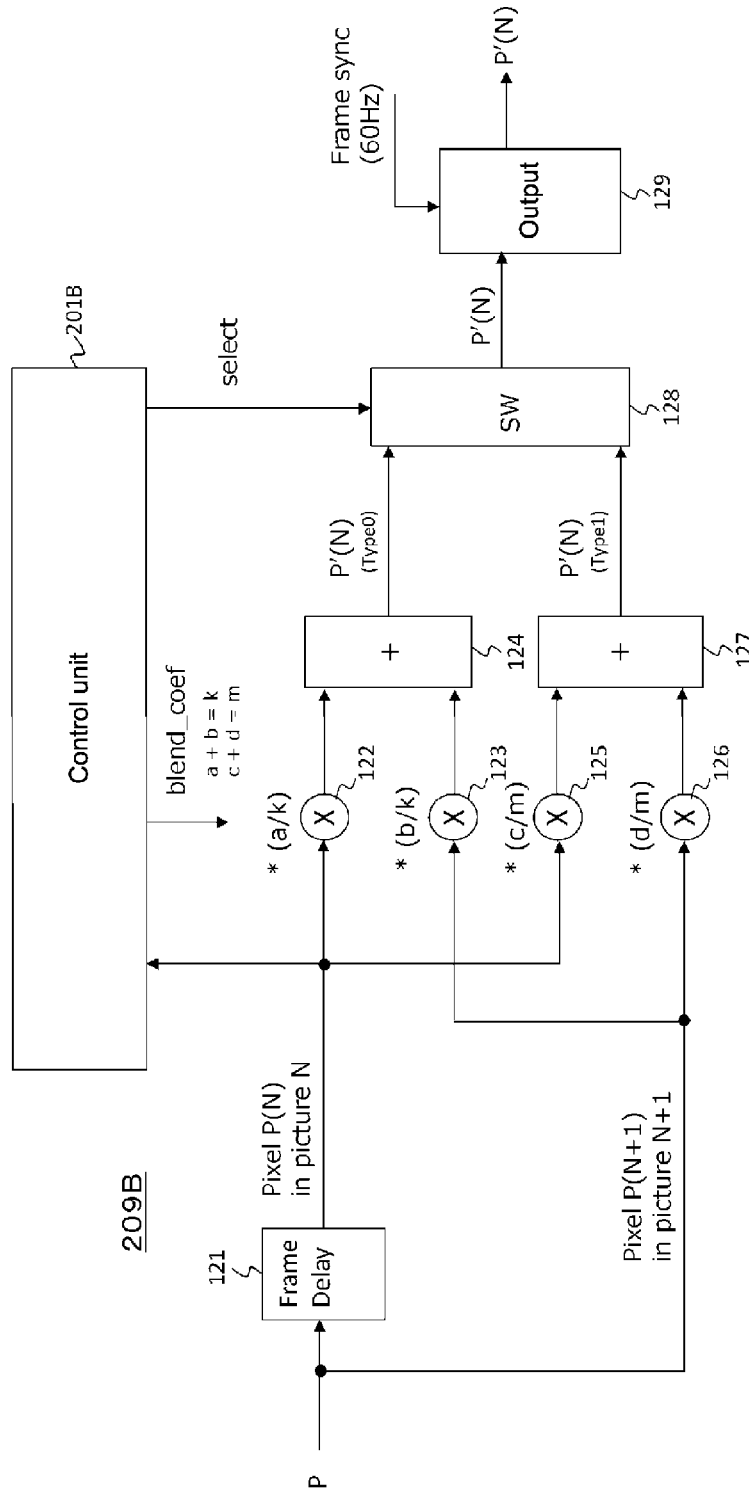 209B
Control unit
201B
blend_coef
a + b = k
c + d = m
select
P
121
Frame
Delay
Pixel P(N)
in picture N
Pixel P(N+1)
in picture N+1
* (a/k)
X
122
* (b/k)
X
123
* (c/m)
X
125
* (d/m)
X
126
+
124
+
127
P'(N)
(Type0)
P'(N)
(Type1)
SW
128
P'(N)
Frame sync
(60Hz)
Output
129
P'(N)